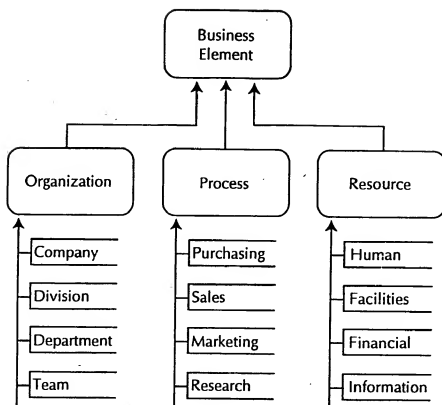 Business
Element
Organization
Process
Resource
Company
Division
Department
Team
Purchasing
Sales
Marketing
Research
Human
Facilities
Financial
Information